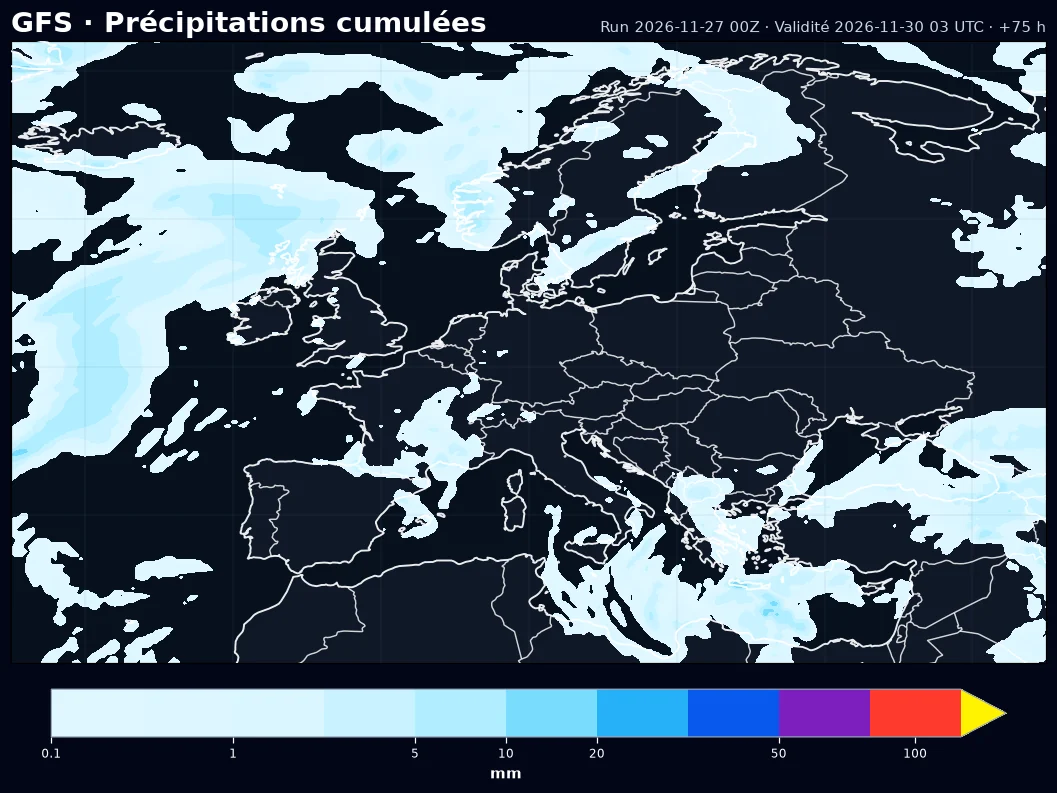 GFS · Précipitations cumulées
Run 2026-11-27 00Z · Validité 2026-11-30 03 UTC · +75 h
0.1 1 5 10 20 50 100
mm